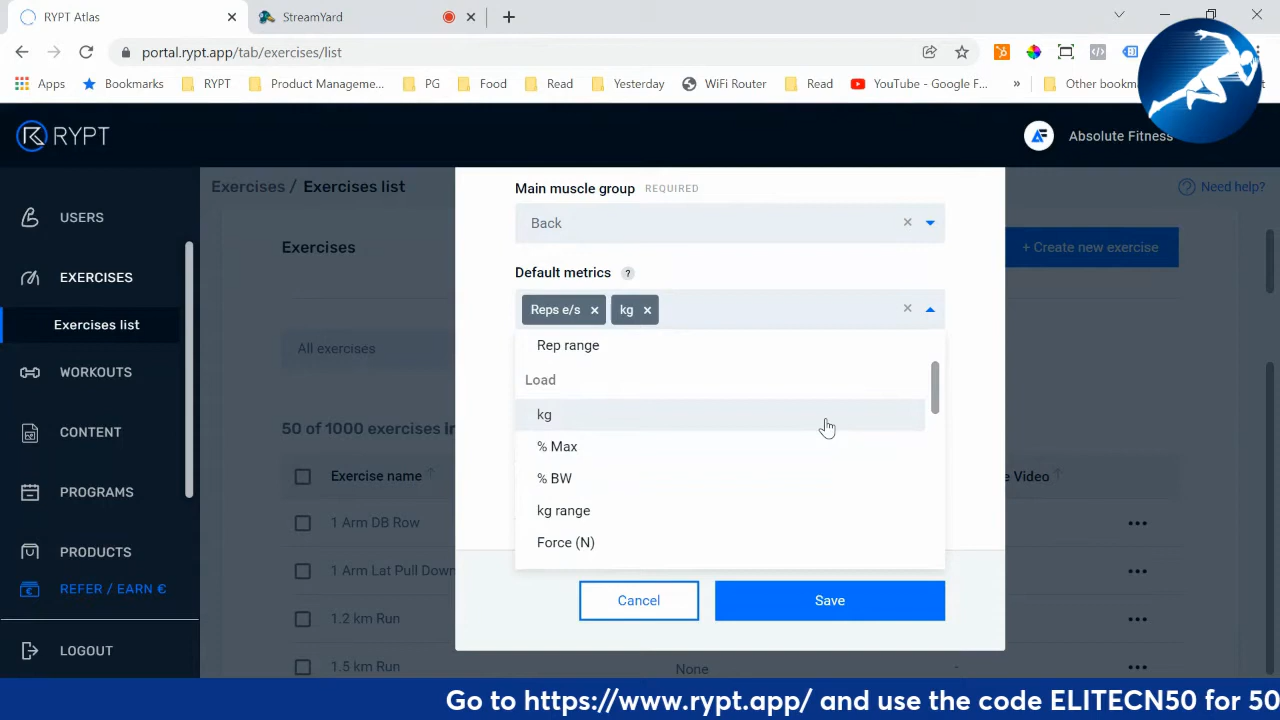 RYPT Atlas
StreamYard
portal.rypt.app/tab/exercises/list
Apps
Bookmarks
RYPT
Product Manageme...
PG
Food
Read
Yesterday
WiFi Router
Read
YouTube - Google F...
»
Other bookm
RYPT
Absolute Fitness
USERS
EXERCISES
Exercises list
WORKOUTS
CONTENT
PROGRAMS
PRODUCTS
REFER / EARN €
LOGOUT
Exercises / Exercises list
Need help?
Exercises
+ Create new exercise
All exercises
50 of 1000 exercises in
Exercise name
e Video
1 Arm DB Row
1 Arm Lat Pull Down
1.2 km Run
1.5 km Run
None
-
Main muscle group REQUIRED
Back
Default metrics ?
Reps e/s
kg
Rep range
Load
kg
% Max
% BW
kg range
Force (N)
Cancel
Save
Go to https://www.rypt.app/ and use the code ELITECN50 for 50